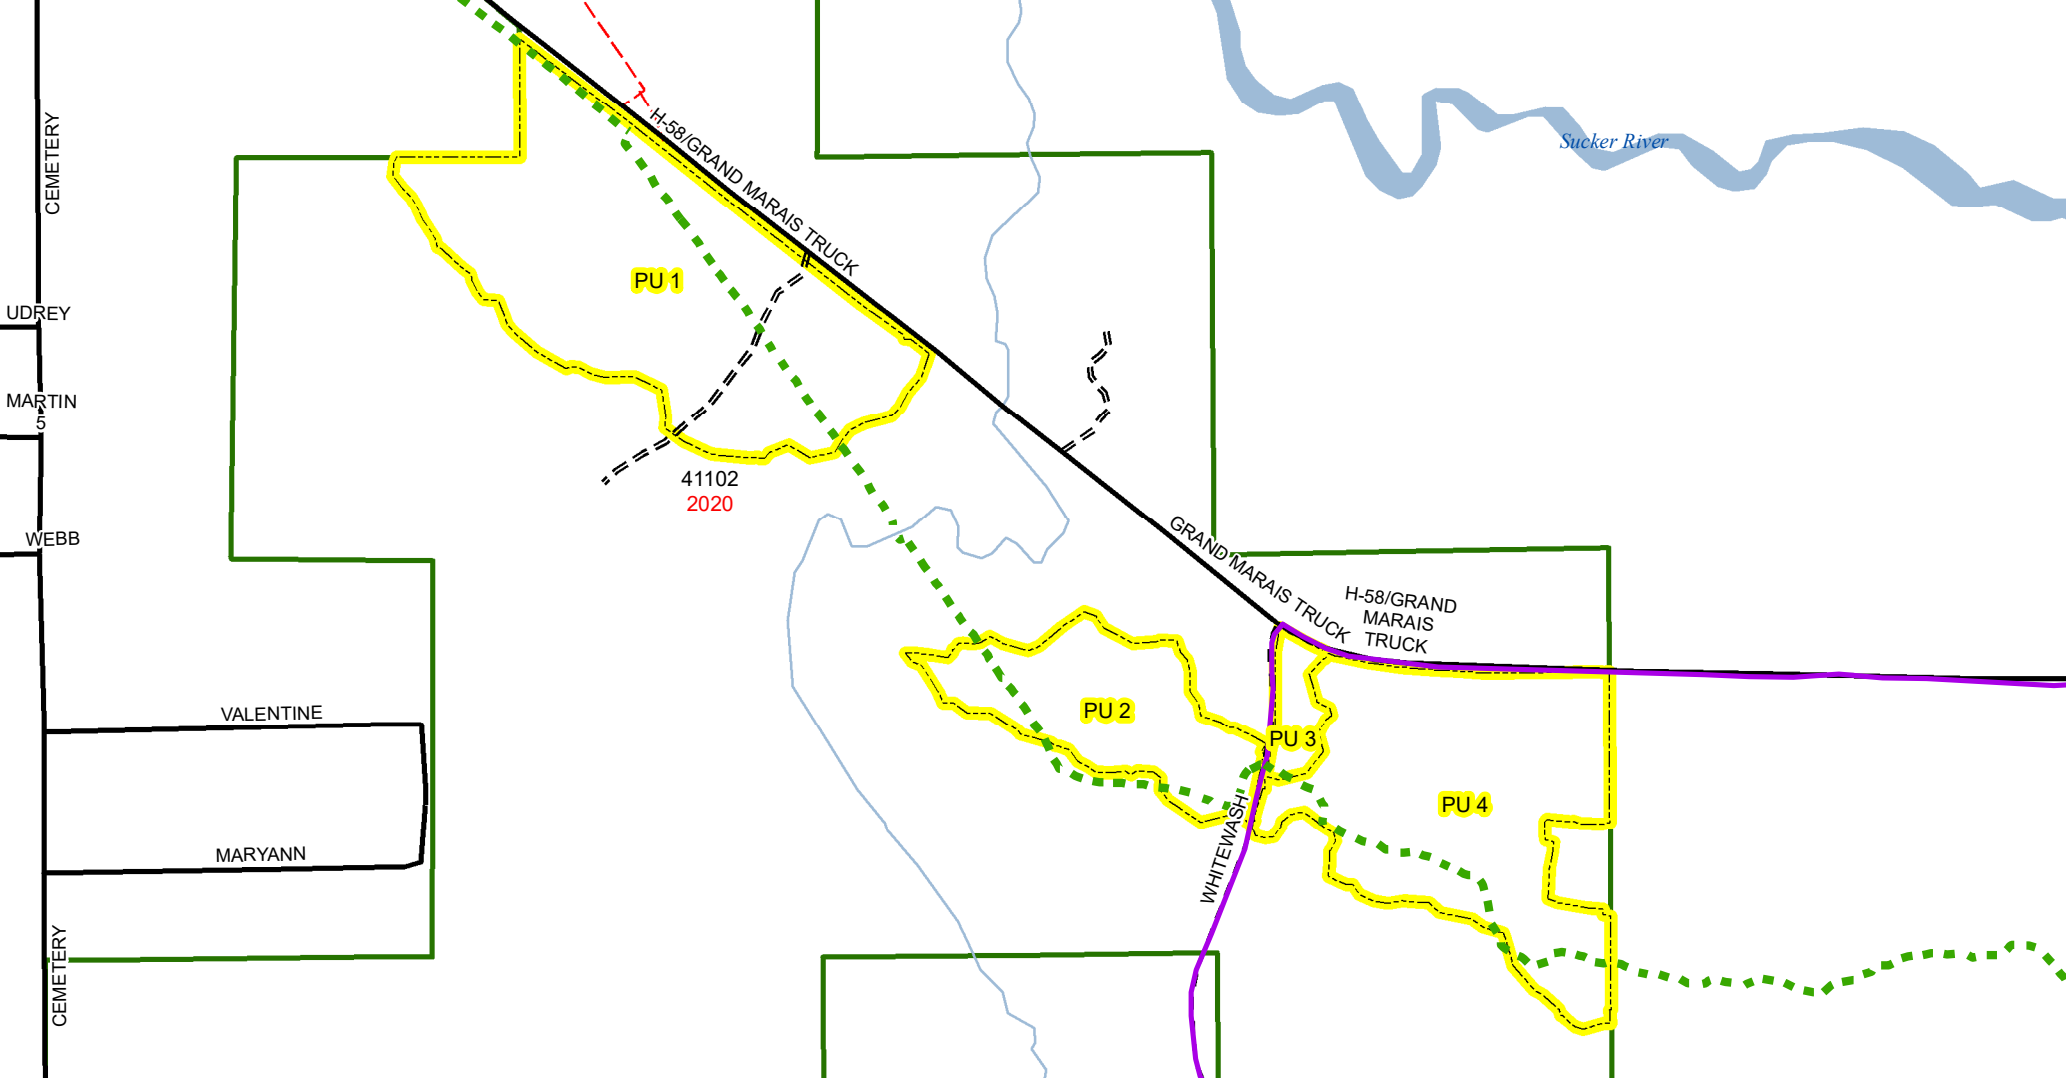 CEMETERY
H-58/GRAND MARAIS TRUCK
Sucker River
PU 1
UDREY
MARTIN
5
41102
2020
WEBB
GRAND MARAIS TRUCK
H-58/GRAND
MARAIS
TRUCK
VALENTINE
PU 2
PU 3
PU 4
WHITEWASH
MARYANN
CEMETERY